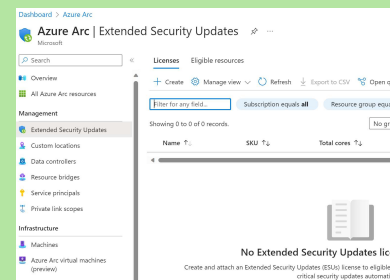 Dashboard > Azure Arc
Azure Arc | Extended Security Updates
Microsoft
Search
Overview
All Azure Arc resources
Management
Extended Security Updates
Custom locations
Data controllers
Resource bridges
Service principals
Private link scopes
Infrastructure
Machines
Azure Arc virtual machines
(preview)
Licenses Eligible resources
Create Manage view Refresh Export to CSV Open
Filter for any field... Subscription equals all Resource group
Showing 0 to 0 of 0 records. No
Name ↑↓ SKU ↑↓ Total cores ↑↓
No Extended Security Updates
Create and attach an Extended Security Updates (ESUs) license to eligible
critical security updates